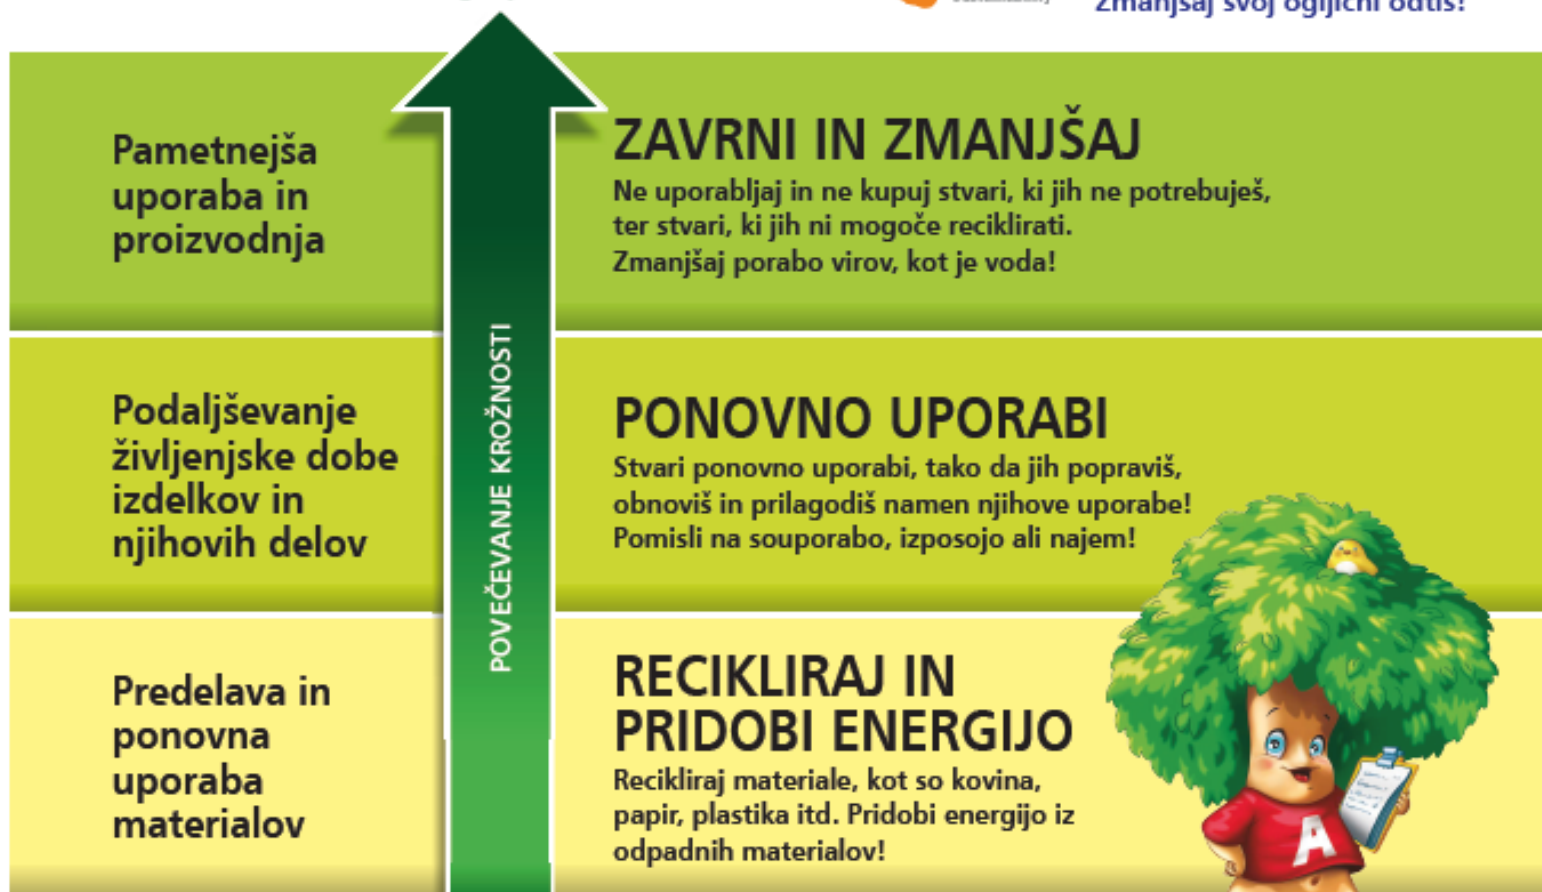 Zmanjšaj svoj ogljični odtis!
Pametnejša
uporaba in
proizvodnja
ZAVRNI IN ZMANJŠAJ
Ne uporabljaj in ne kupuj stvari, ki jih ne potrebuješ,
ter stvari, ki jih ni mogoče reciklirati.
Zmanjšaj porabo virov, kot je voda!
POVEČEVANJE KROŽNOSTI
Podaljševanje
življenjske dobe
izdelkov in
njihovih delov
PONOVNO UPORABI
Stvari ponovno uporabi, tako da jih popraviš,
obnoviš in prilagodiš namen njihove uporabe!
Pomisli na souporabo, izposojo ali najem!
Predelava in
ponovna
uporaba
materialov
RECIKLIRAJ IN
PRIDOBI ENERGIJO
Recikliraj materiale, kot so kovina,
papir, plastika itd. Pridobi energijo iz
odpadnih materialov!
A